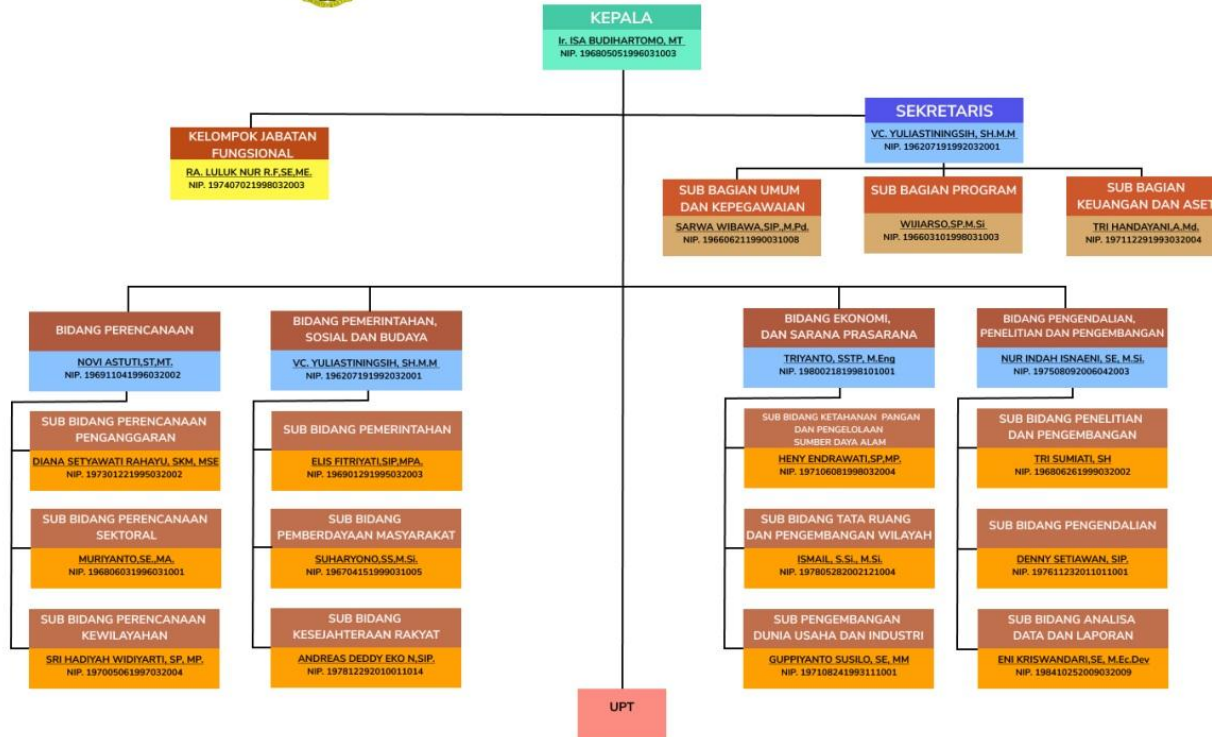 KEPALA
Ir. ISA BUDIHARTOMO, MT
NIP. 196805051996031003
KELOMPOK JABATAN
FUNGSIONAL
RA. LULUK NUR R.F,SE,ME.
NIP. 197407021998032003
SEKRETARIS
VC. YULIASTININGSIH, SH.M.M
NIP. 196207191992032001
SUB BAGIAN UMUM
DAN KEPEGAWAIAN
SARWA WIBAWA,SIP.,M.Pd.
NIP. 196606211990031008
SUB BAGIAN PROGRAM
WIJIARSO,SP.M.Si
NIP. 196603101998031003
SUB BAGIAN
KEUANGAN DAN ASET
TRI HANDAYANI,A.Md.
NIP. 197112291993032004
BIDANG PERENCANAAN
NOVI ASTUTI,ST,MT.
NIP. 196911041996032002
SUB BIDANG PERENCANAAN
PENGANGGARAN
DIANA SETYAWATI RAHAYU, SKM, MSE
NIP. 197301221995032002
SUB BIDANG PERENCANAAN
SEKTORAL
MURIYANTO,SE.,MA.
NIP. 196806031996031001
SUB BIDANG PERENCANAAN
KEWILAYAHAN
SRI HADIYAH WIDIYARTI, SP, MP.
NIP. 197005061997032004
BIDANG PEMERINTAHAN,
SOSIAL DAN BUDAYA
VC. YULIASTININGSIH, SH.M.M
NIP. 196207191992032001
SUB BIDANG PEMERINTAHAN
ELIS FITRIYATI,SIP,MPA.
NIP. 196901291995032003
SUB BIDANG
PEMBERDAYAAN MASYARAKAT
SUHARYONO,SS,M.Si.
NIP. 196704151999031005
SUB BIDANG
KESEJAHTERAAN RAKYAT
ANDREAS DEDDY EKO N,SIP.
NIP. 197812292010011014
BIDANG EKONOMI,
DAN SARANA PRASARANA
TRIYANTO, SSTP, M.Eng
NIP. 198002181998101001
SUB BIDANG KETAHANAN PANGAN
DAN PENGELOLAAN
SUMBER DAYA ALAM
HENY ENDRAWATI,SP,MP.
NIP. 197106081998032004
SUB BIDANG TATA RUANG
DAN PENGEMBANGAN WILAYAH
ISMAIL, S.Si., M.Si.
NIP. 197805282002121004
SUB PENGEMBANGAN
DUNIA USAHA DAN INDUSTRI
GUPPIYANTO SUSILO, SE, MM
NIP. 197108241993111001
BIDANG PENGENDALIAN,
PENELITIAN DAN PENGEMBANGAN
NUR INDAH ISNAENI, SE, M.Si.
NIP. 197508092006042003
SUB BIDANG PENELITIAN
DAN PENGEMBANGAN
TRI SUMIATI, SH
NIP. 196806261999032002
SUB BIDANG PENGENDALIAN
DENNY SETIAWAN, SIP.
NIP. 197611232011011001
SUB BIDANG ANALISA
DATA DAN LAPORAN
ENI KRISWANDARI,SE, M.Ec.Dev
NIP. 198410252009032009
UPT